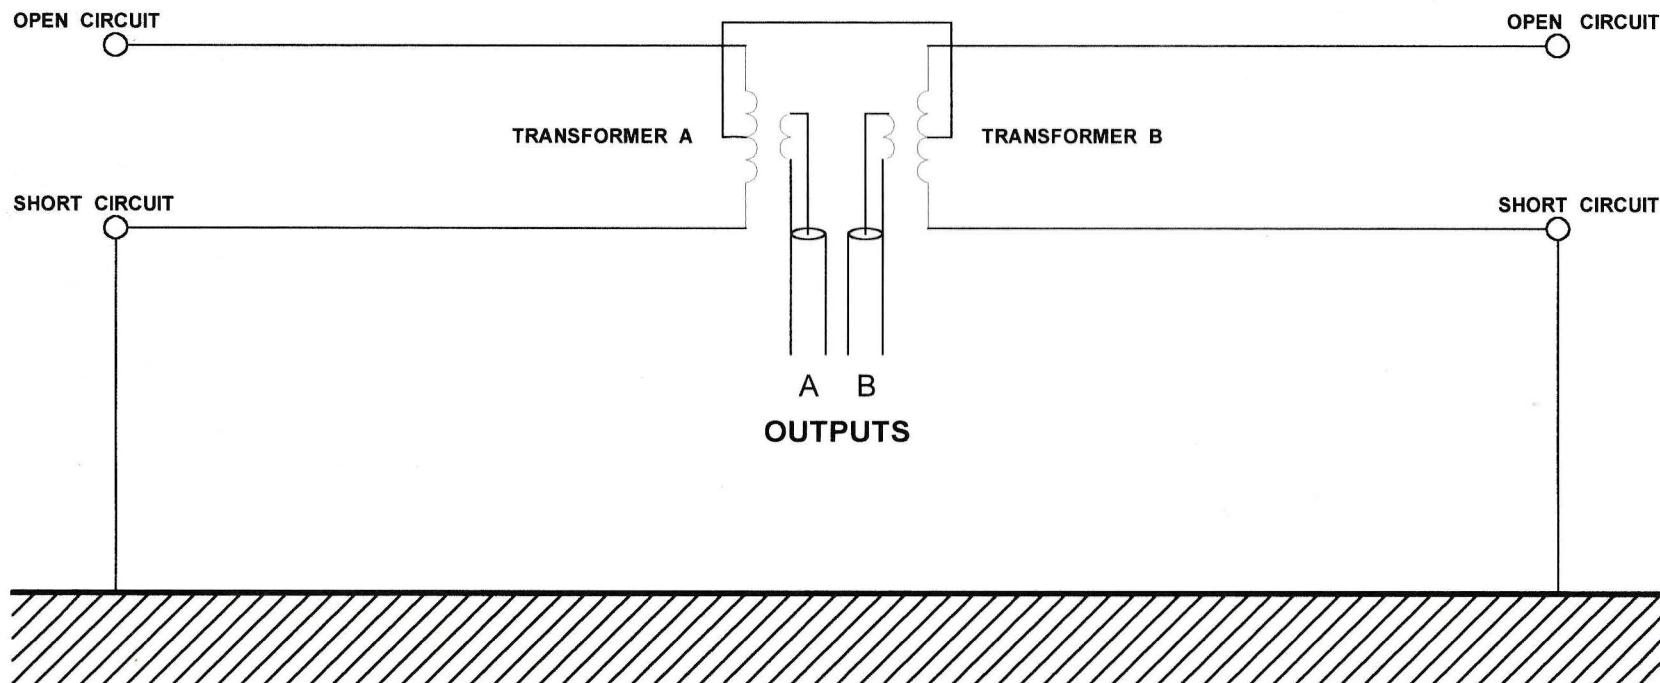 OPEN CIRCUIT
OPEN CIRCUIT
TRANSFORMER A
TRANSFORMER B
SHORT CIRCUIT
SHORT CIRCUIT
A B
OUTPUTS